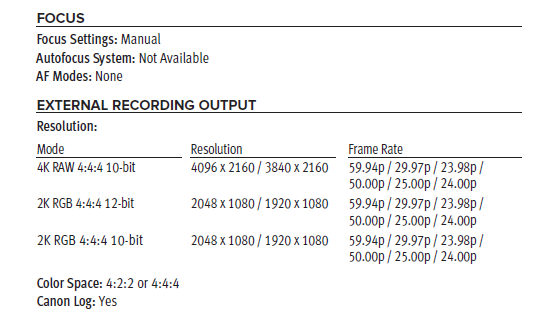 FOCUS
Focus Settings: Manual
Autofocus System: Not Available
AF Modes: None
EXTERNAL RECORDING OUTPUT
Resolution:
Mode Resolution Frame Rate
4K RAW 4:4:4 10-bit 4096 x 2160 / 3840 x 2160 59.94p / 29.97p / 23.98p /
50.00p / 25.00p / 24.00p
2K RGB 4:4:4 12-bit 2048 x 1080 / 1920 x 1080 59.94p / 29.97p / 23.98p /
50.00p / 25.00p / 24.00p
2K RGB 4:4:4 10-bit 2048 x 1080 / 1920 x 1080 59.94p / 29.97p / 23.98p /
50.00p / 25.00p / 24.00p
Color Space: 4:2:2 or 4:4:4
Canon Log: Yes